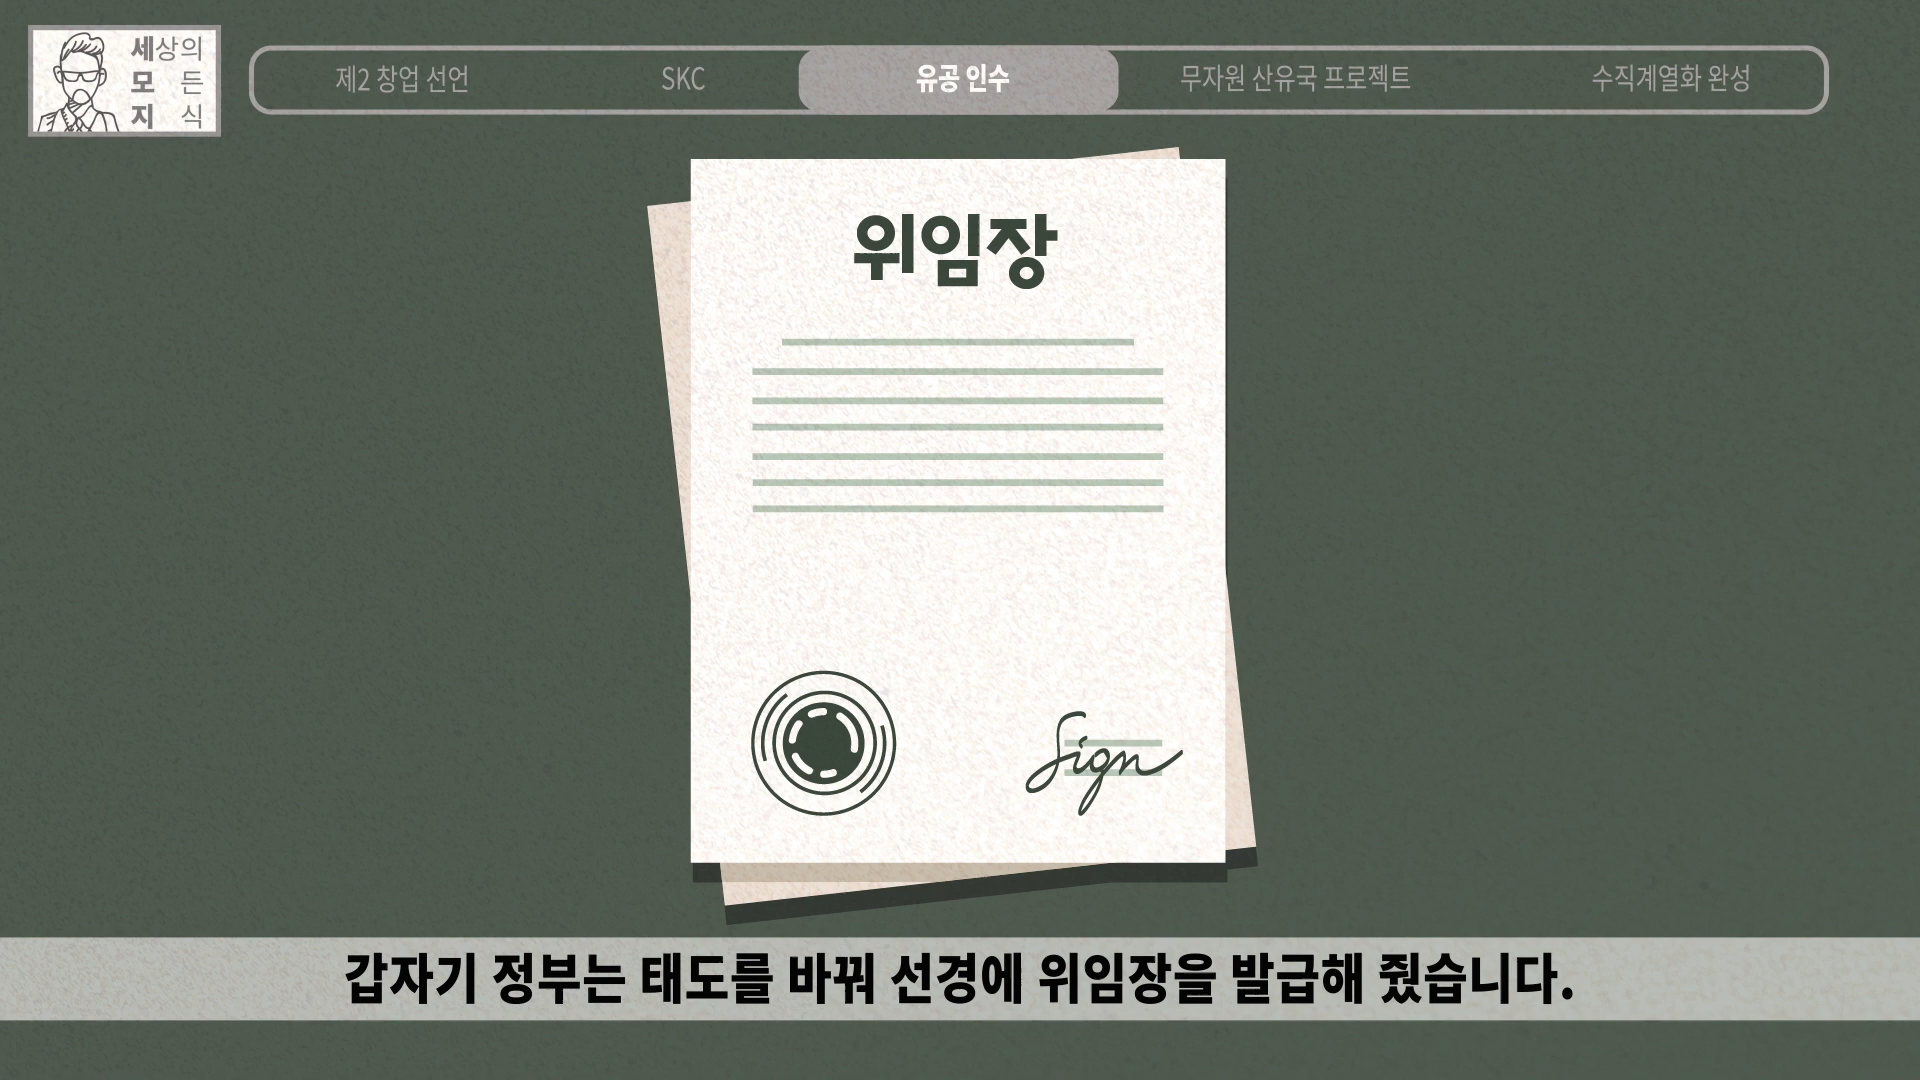 세상의
모든
지식
제2 창업 선언
SKC
유공 인수
무자원 산유국 프로젝트
수직계열화 완성
위임장
Sign
갑자기 정부는 태도를 바꿔 선경에 위임장을 발급해 줬습니다.